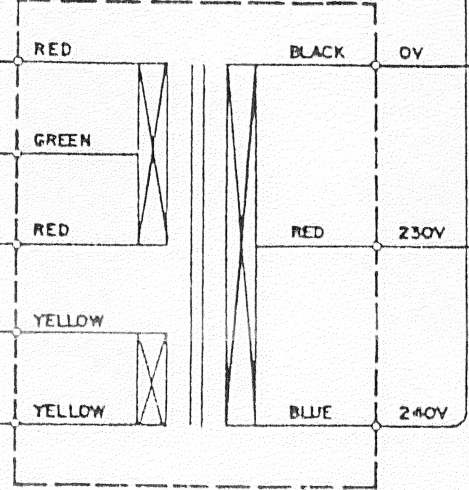 RED
BLACK
0V
GREEN
RED
RED
230V
YELLOW
YELLOW
BLUE
240V